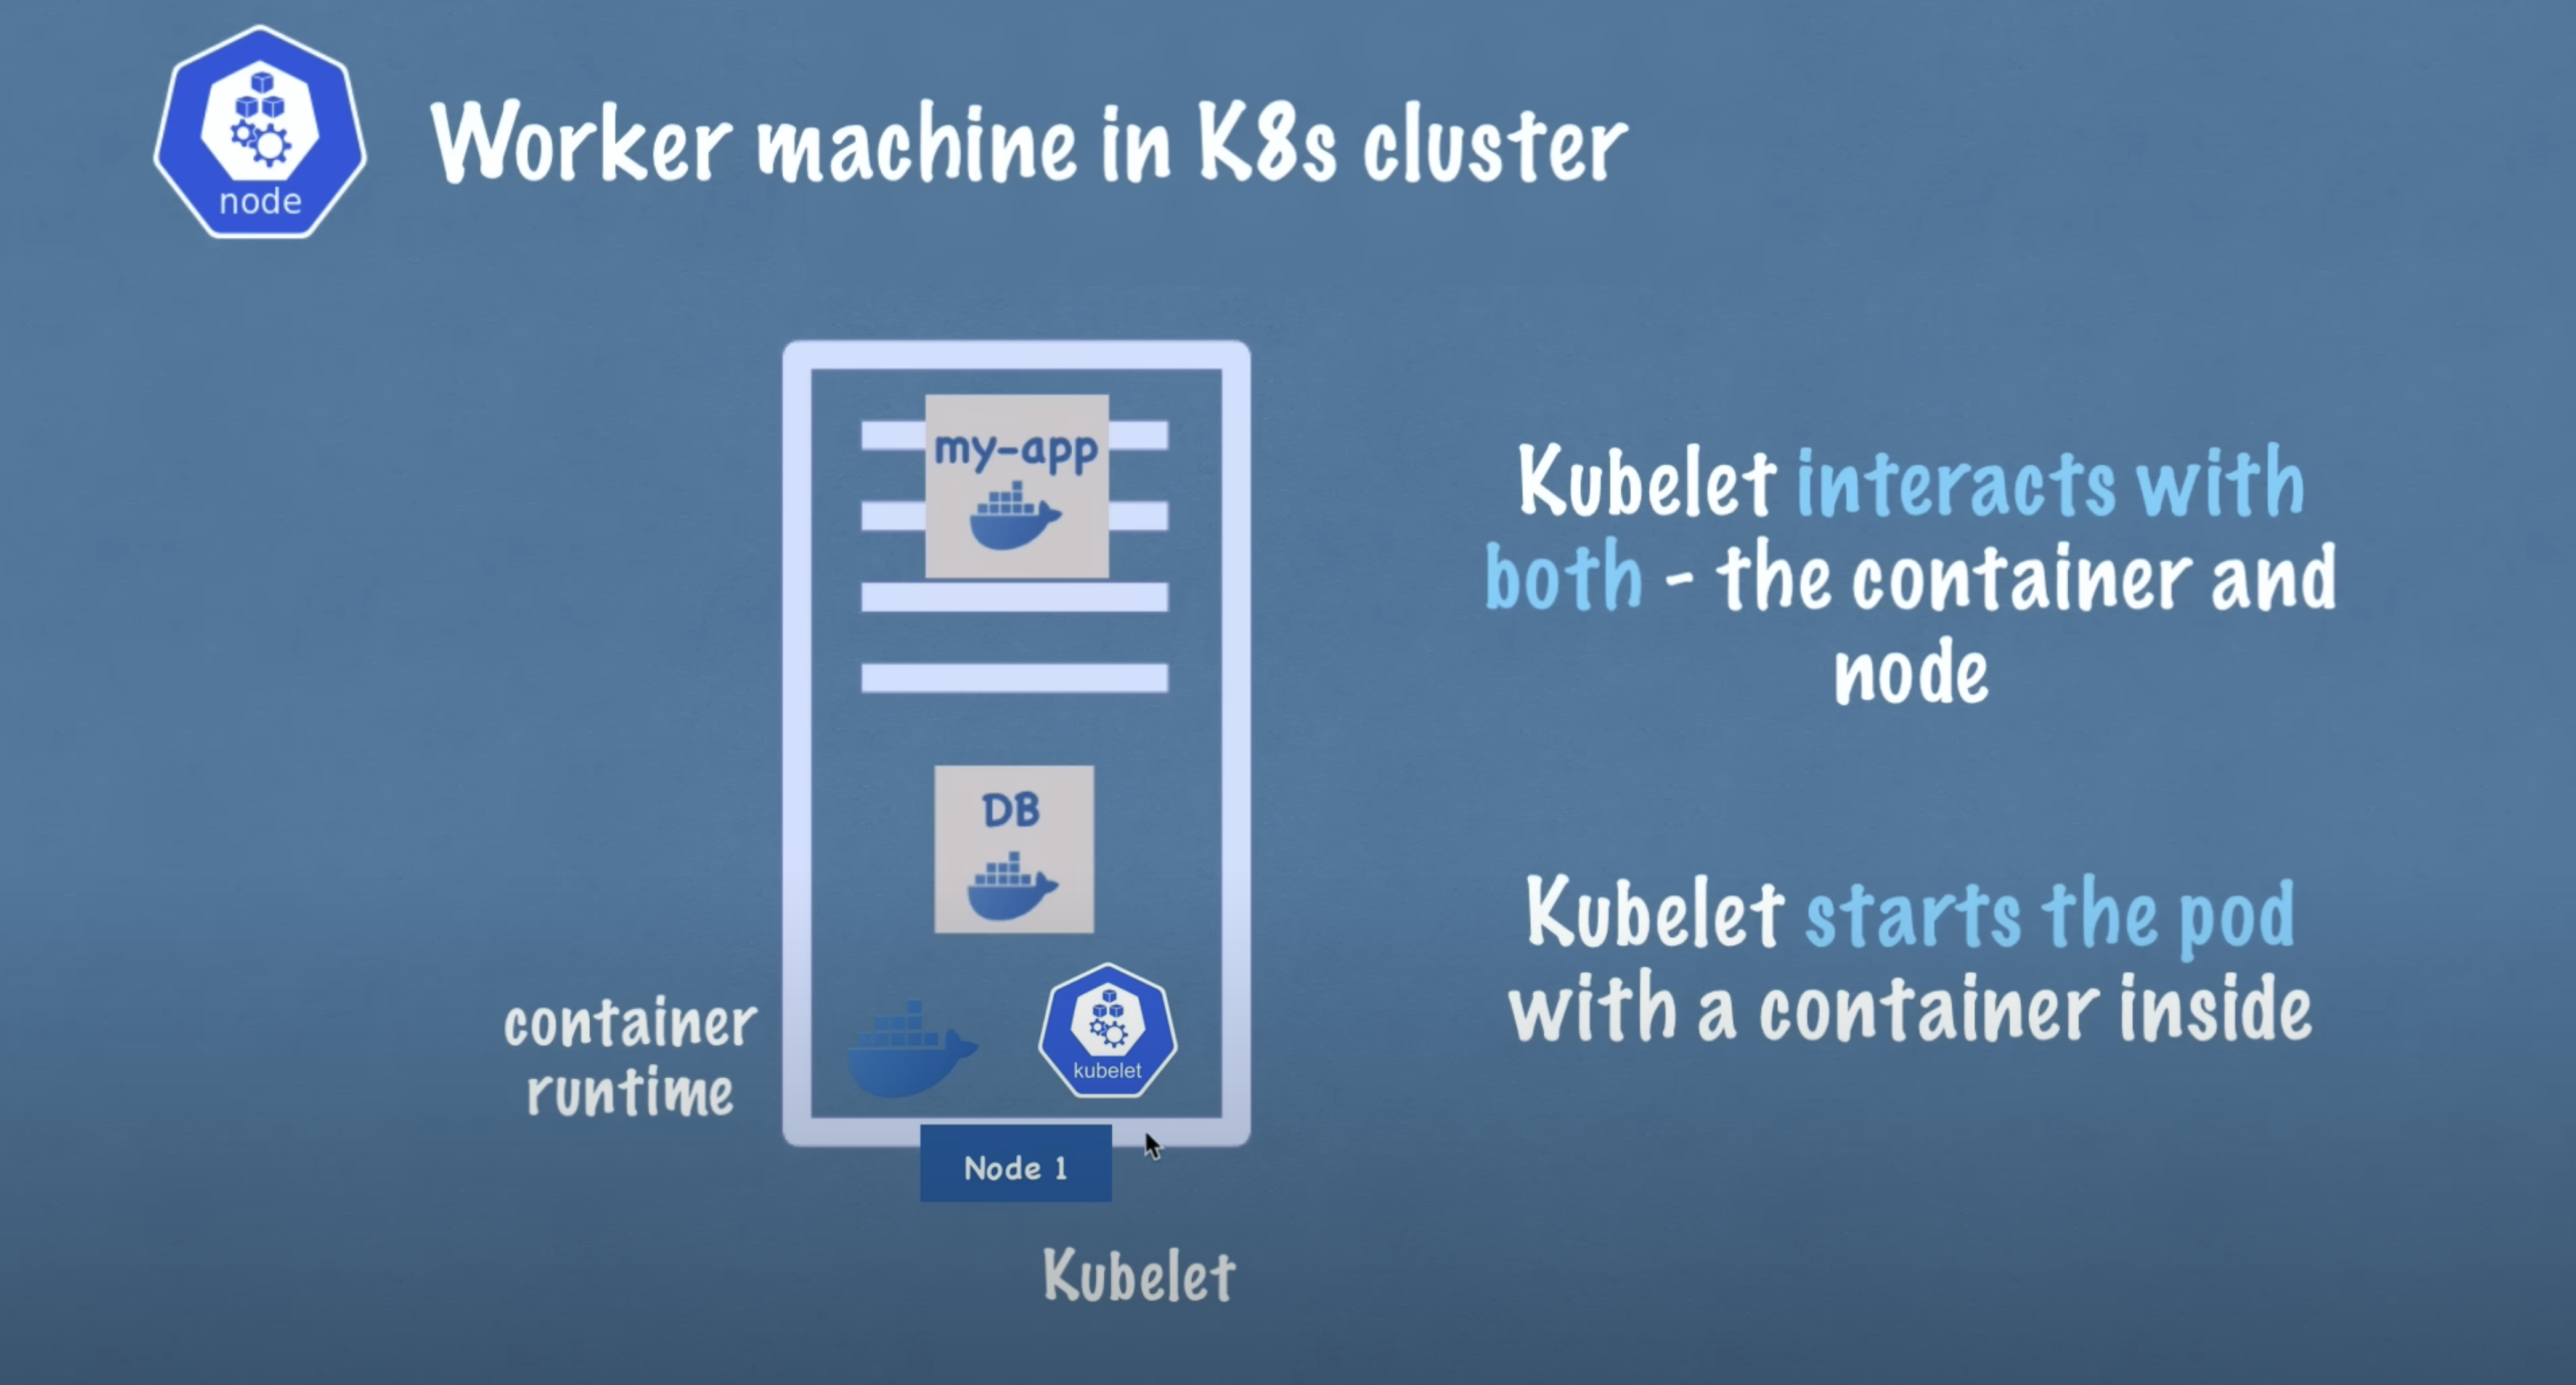 node
Worker machine in K8s cluster
my-app
DB
container
runtime
kubelet
Node 1
Kubelet
Kubelet interacts with
both - the container and
node
Kubelet starts the pod
with a container inside